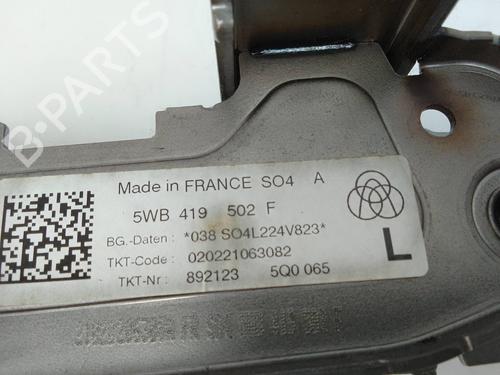 B-PARTS
Made in FRANCE SO4 A
5WB 419 502 F
BG.-Daten : *038 SO4L224V823*
TKT-Code : 020221063082
TKT-Nr : 892123 5Q0 065
L